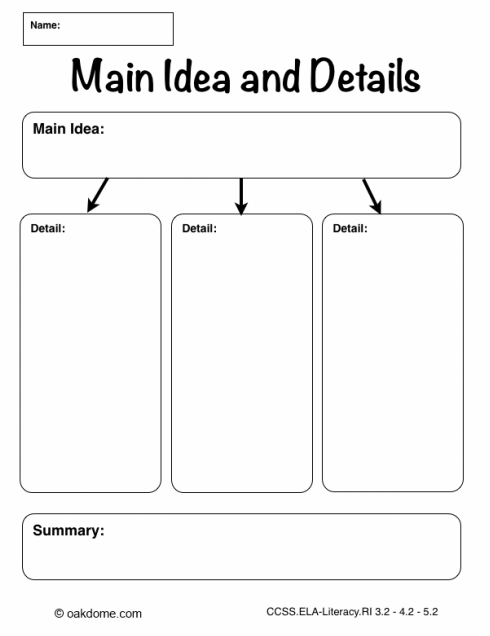 Name:
Main Idea and Details
Main Idea:
Detail:
Detail:
Detail:
Summary:
© oakdome.com
CCSS.ELA-Literacy.RI 3.2 - 4.2 - 5.2